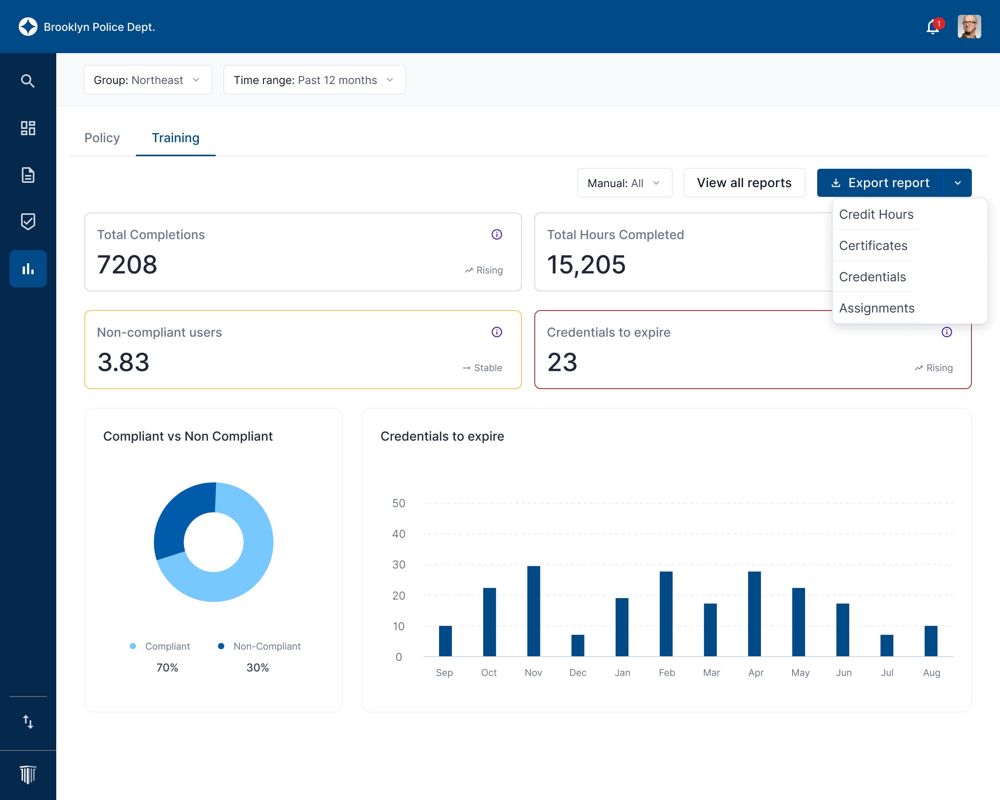 Brooklyn Police Dept.
1
Group: Northeast
Time range: Past 12 months
Policy
Training
Manual: All
View all reports
Export report
Credit Hours
Certificates
Credentials
Assignments
Total Completions
7208
Rising
Total Hours Completed
15,205
Non-compliant users
3.83
Stable
Credentials to expire
23
Rising
Compliant vs Non Compliant
Compliant
70%
Non-Compliant
30%
Credentials to expire
50
40
30
20
10
0
Sep Oct Nov Dec Jan Feb Mar Apr May Jun Jul Aug